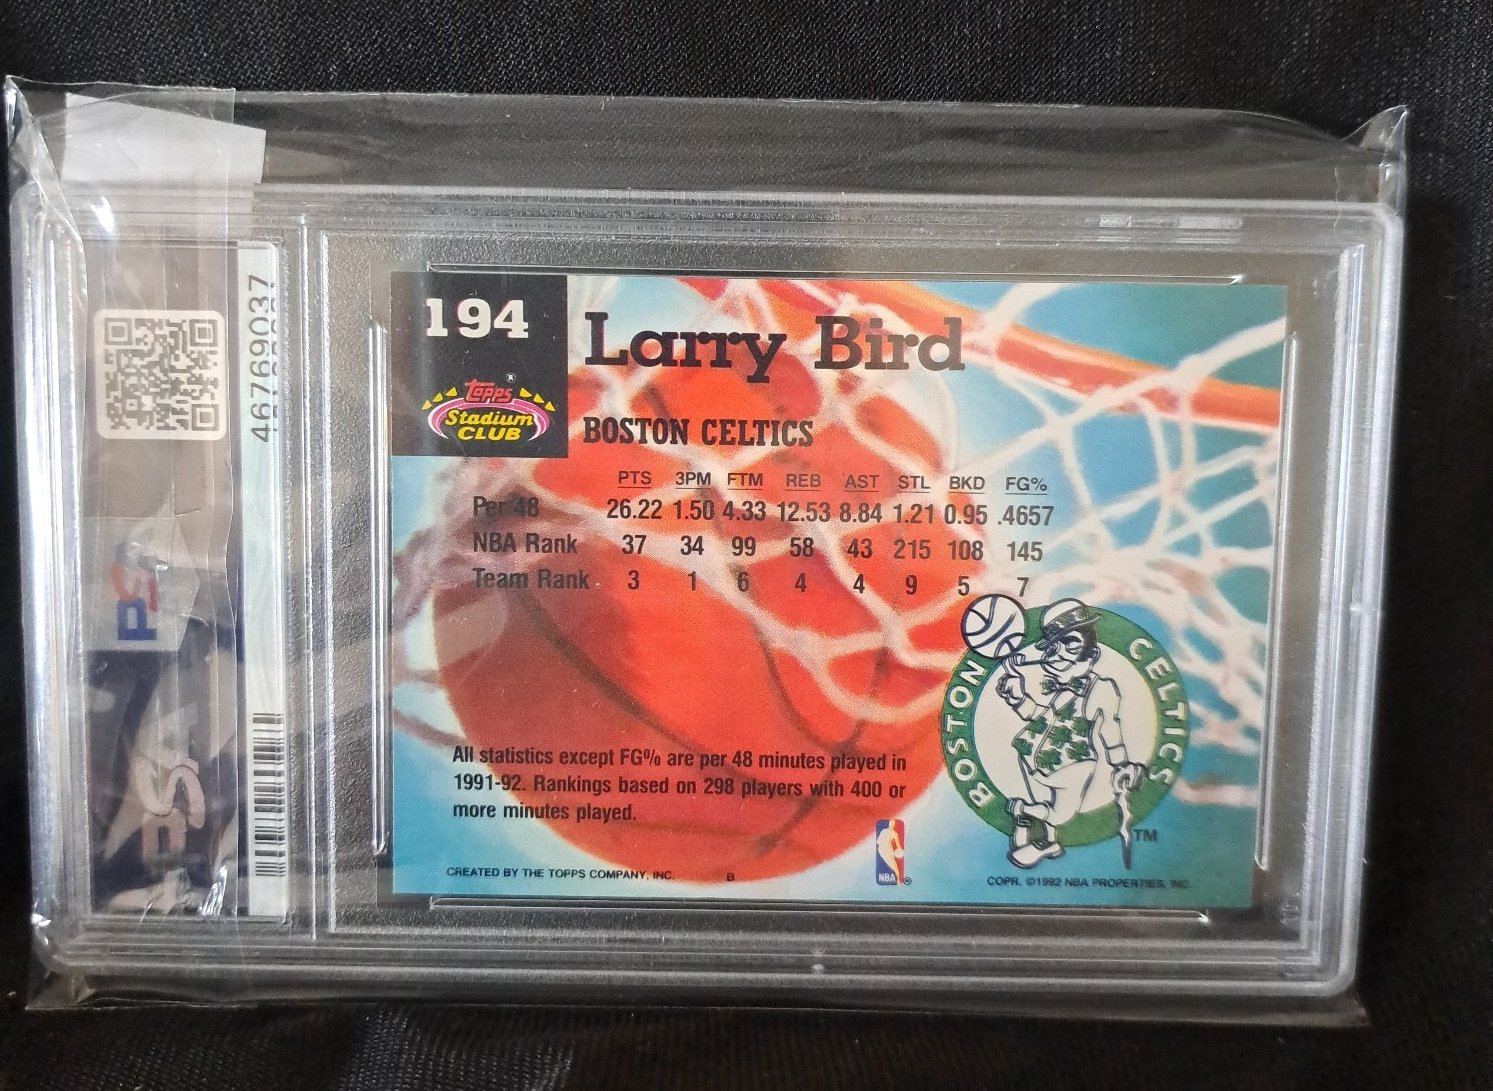 46769037
PSA
PSA
194
Topps®
Stadium
CLUB
Larry Bird
BOSTON CELTICS
PTS 3PM FTM REB AST STL BKD FG%
Per 48 26.22 1.50 4.33 12.53 8.84 1.21 0.95 .4657
NBA Rank 37 34 99 58 43 215 108 145
Team Rank 3 1 6 4 4 9 5 7
BOSTON CELTICS
TM
All statistics except FG% are per 48 minutes played in
1991-92. Rankings based on 298 players with 400 or
more minutes played.
NBA ®
CREATED BY THE TOPPS COMPANY, INC. B COPR. ©1992 NBA PROPERTIES, INC.